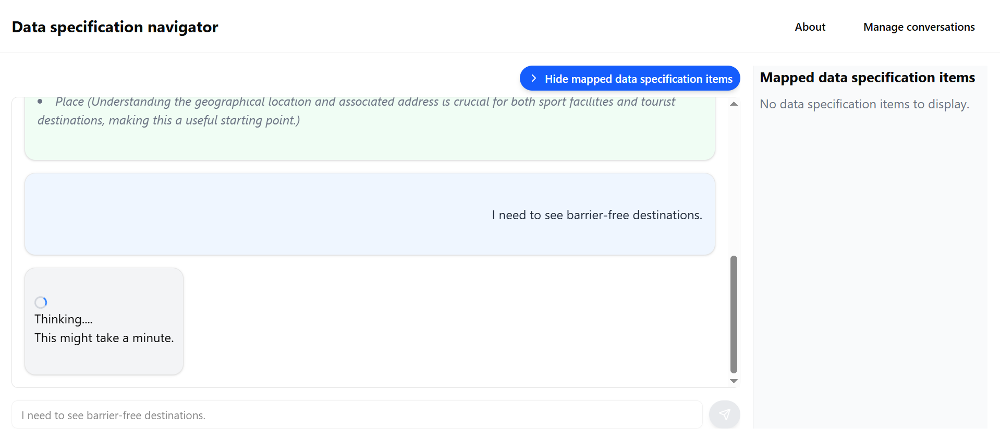 Data specification navigator
About
Manage conversations
Hide mapped data specification items
Mapped data specification items
No data specification items to display.
• Place (Understanding the geographical location and associated address is crucial for both sport facilities and tourist
destinations, making this a useful starting point.)
I need to see barrier-free destinations.
Thinking....
This might take a minute.
I need to see barrier-free destinations.